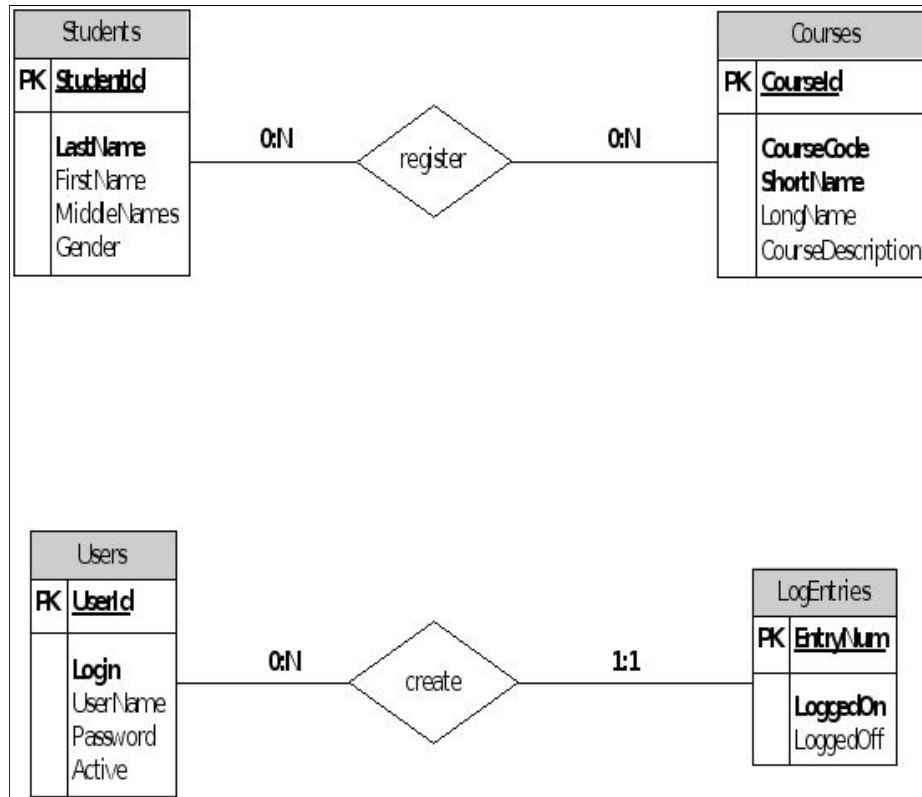 Students
PK StudentId
LastName
FirstName
MiddleNames
Gender
0:N
register
0:N
Courses
PK CourseId
CourseCode
ShortName
LongName
CourseDescription
Users
PK UserId
Login
UserName
Password
Active
0:N
create
1:1
LogEntries
PK EntryNum
LoggedOn
LoggedOff